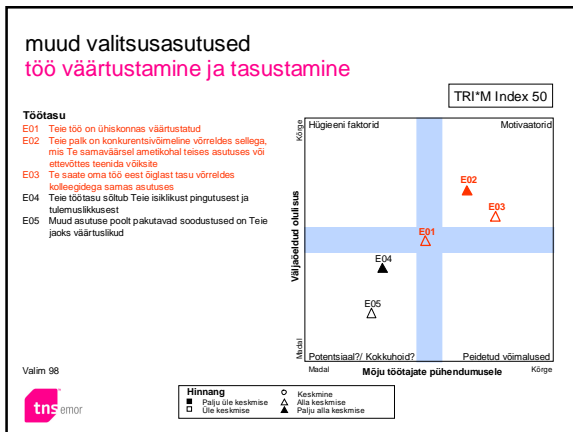 muud valitsusasutused
töö väärtustamine ja tasustamine
TRI*M Index 50
Töötasu
E01 Teie töö on ühiskonnas väärtustatud
E02 Teie palk on konkurentsivõimeline võrreldes sellega,
mis Te samaväärsel ametikohal teises asutuses või
ettevõttes teenida võiksite
E03 Te saate oma töö eest õiglast tasu võrreldes
kolleegidega samas asutuses
E04 Teie töötasu sõltub Teie isiklikust pingutusest ja
tulemuslikkusest
E05 Muud asutuse poolt pakutavad soodustused on Teie
jaoks väärtuslikud
Kõrge
Väljaöeldud olulisus
Madal
Hügieeni faktorid
Motivaatorid
E02
E03
E01
E04
E05
Potentsiaal?/ Kokkuhoid?
Peidetud võimalused
Madal
Mõju töötajate pühendumusele
Kõrge
Valim 98
Hinnang
Palju üle keskmise
Üle keskmise
Keskmine
Alla keskmise
Palju alla keskmise
tns emor